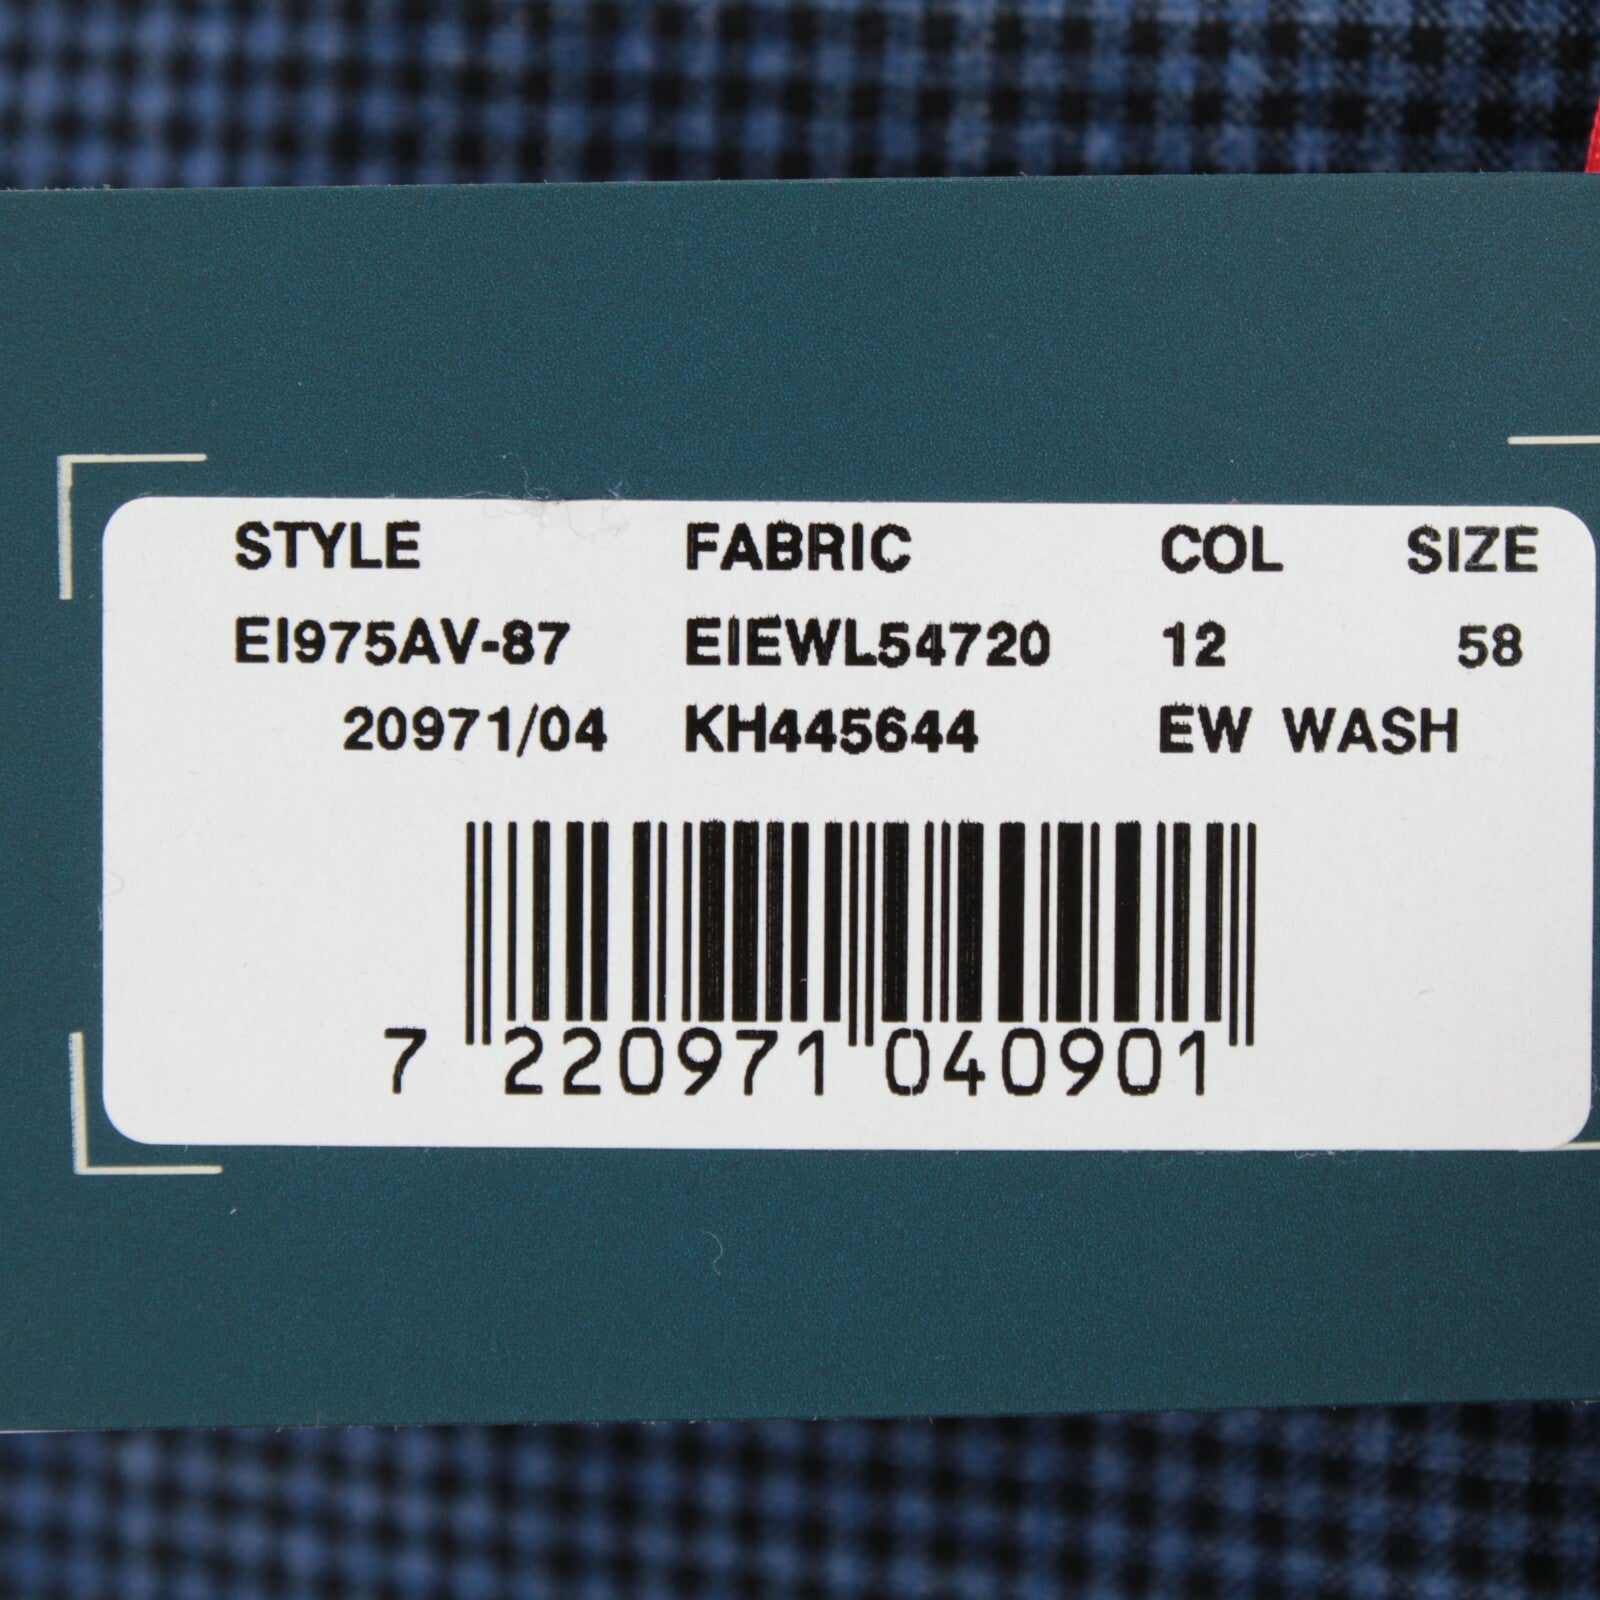 STYLE FABRIC COL SIZE
EI975AV-87 EIEWL54720 12 58
20971/04 KH445644 EW WASH
7 220971 040901